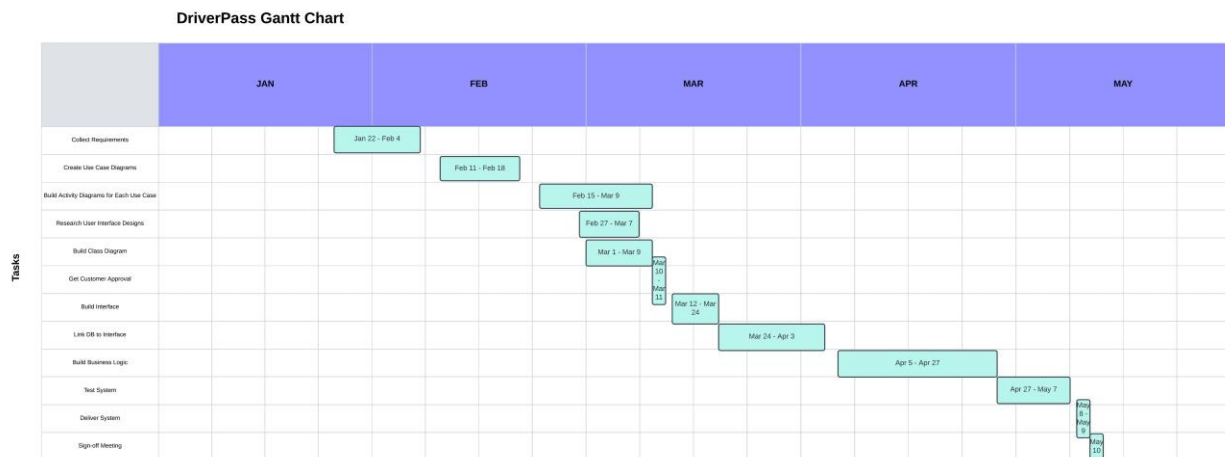 DriverPass Gantt Chart
JAN FEB MAR APR MAY
Tasks
Collect Requirements
Jan 22 - Feb 4
Create Use Case Diagrams
Feb 11 - Feb 18
Build Activity Diagrams for Each Use Case
Feb 15 - Mar 9
Research User Interface Designs
Feb 27 - Mar 7
Build Class Diagram
Mar 1 - Mar 9
Get Customer Approval
Mar
10
-
Mar
11
Build Interface
Mar 12 - Mar
24
Link DB to Interface
Mar 24 - Apr 3
Build Business Logic
Apr 5 - Apr 27
Test System
Apr 27 - May 7
Deliver System
May
8 -
May
9
Sign-off Meeting
May
10